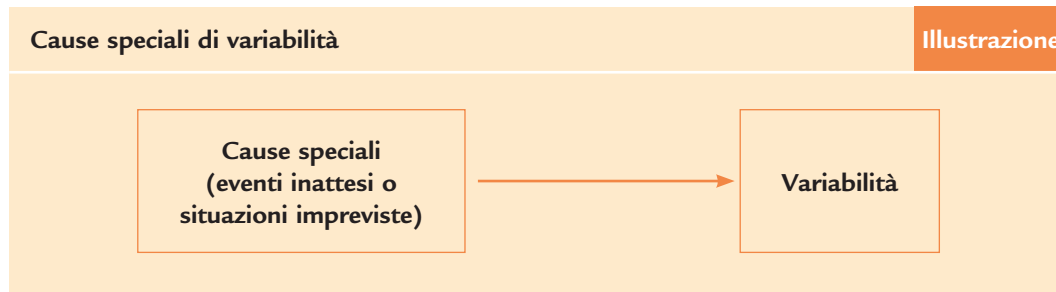 Cause speciali di variabilità
Illustrazione
Cause speciali
(eventi inattesi o
situazioni impreviste)
Variabilità